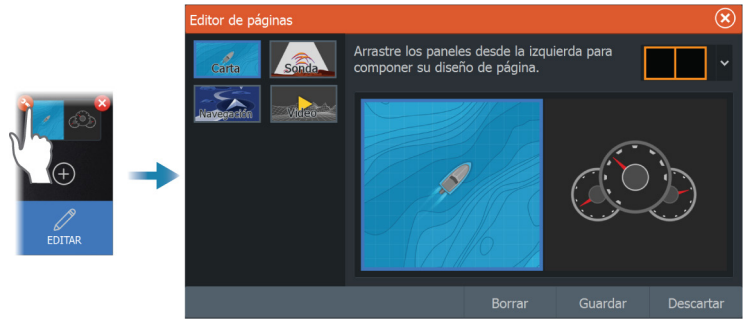 Editor de páginas
Carta
Sonda
Navegación
Video
Arrastre los paneles desde la izquierda para
componer su diseño de página.
EDITAR
Borrar
Guardar
Descartar